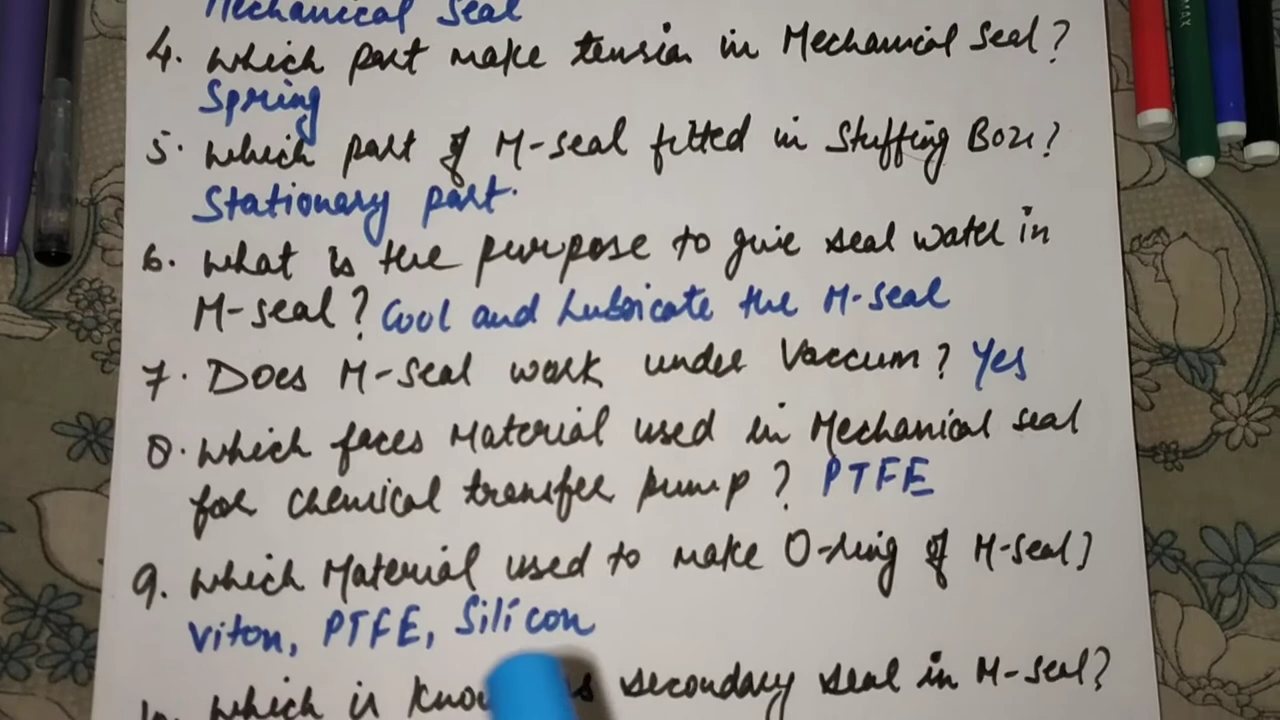 Mechanical Seal
4. Which part make tension in Mechanical Seal?
Spring
5. Which part of M-seal fitted in Stuffing Box?
Stationary part.
6. What is the purpose to give seal water in
M-seal? Cool and Lubricate the M-seal
7. Does M-seal work under Vaccum? Yes
8. Which faces Material used in Mechanical seal
for chemical transfer pump? PTFE
9. Which Material used to make O-ring of M-seal?
Viton, PTFE, Silicon
10. Which is secondary seal in M-seal?
MAX